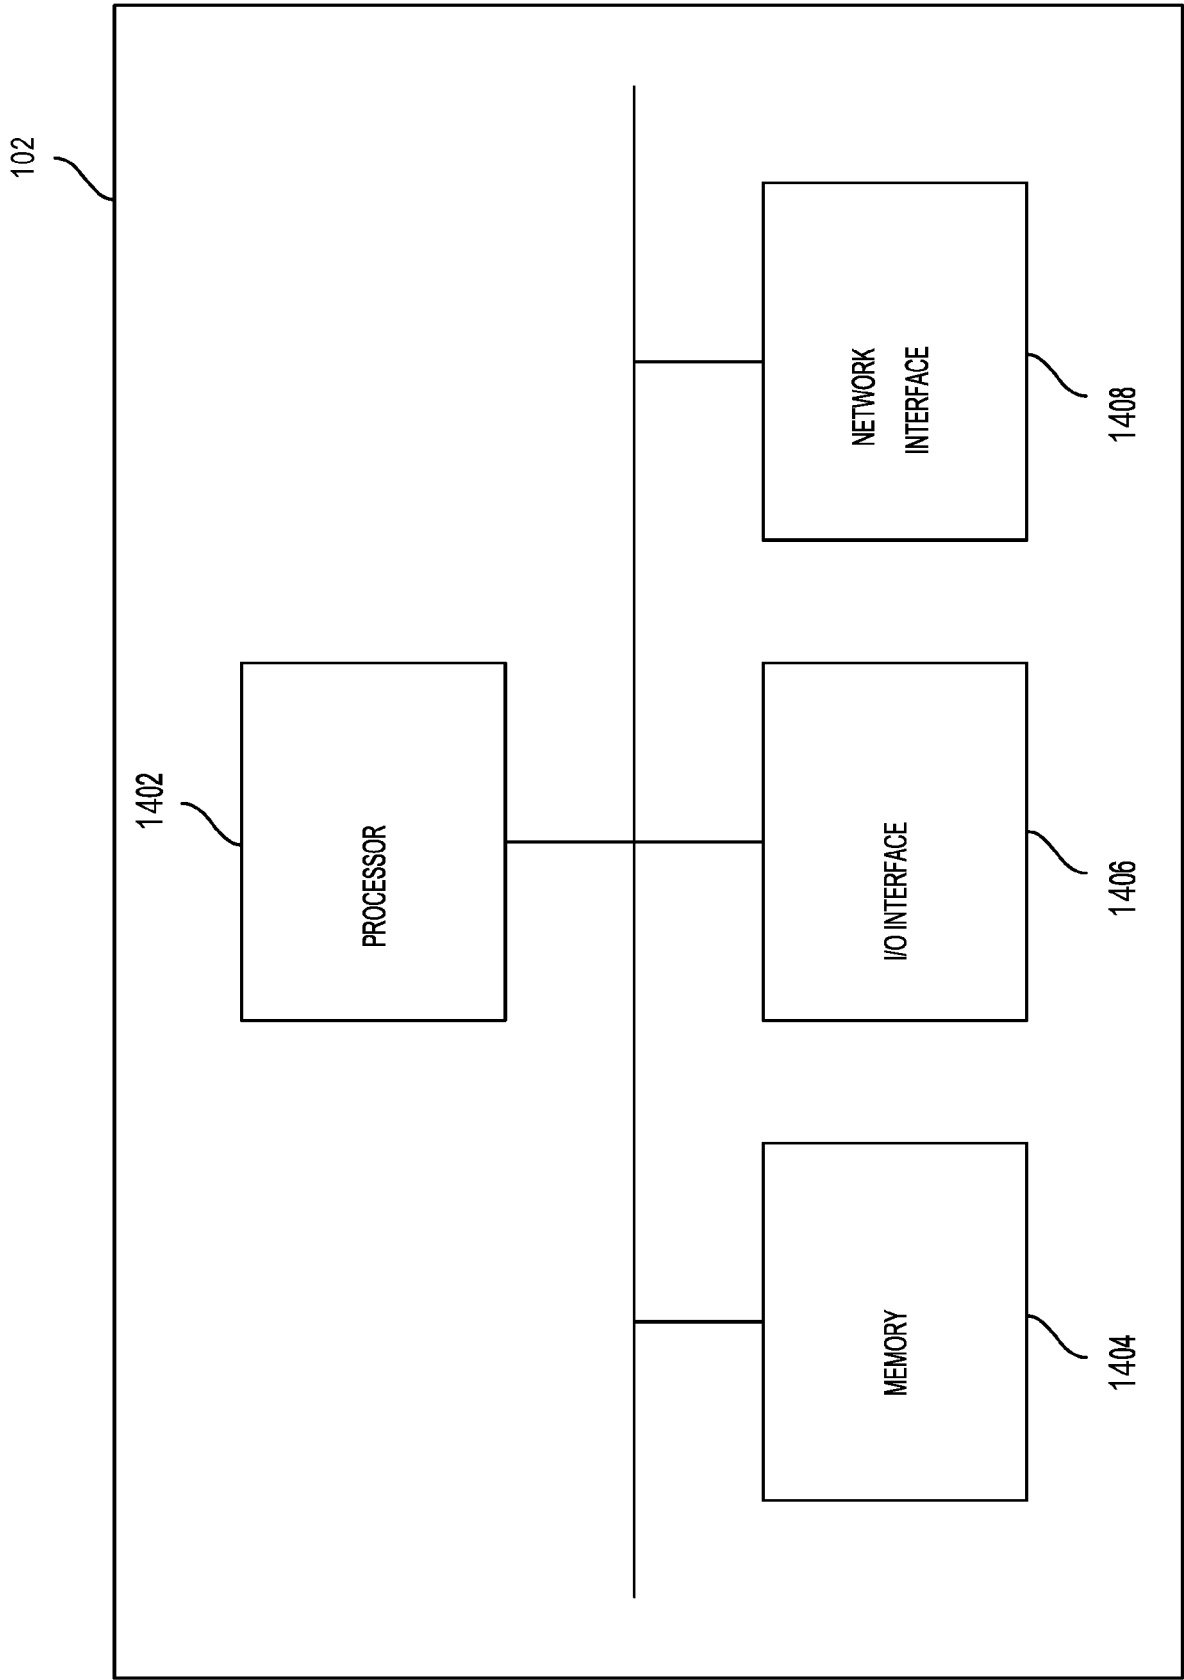 102
1402
PROCESSOR
MEMORY
I/O INTERFACE
NETWORK
INTERFACE
1404
1406
1408